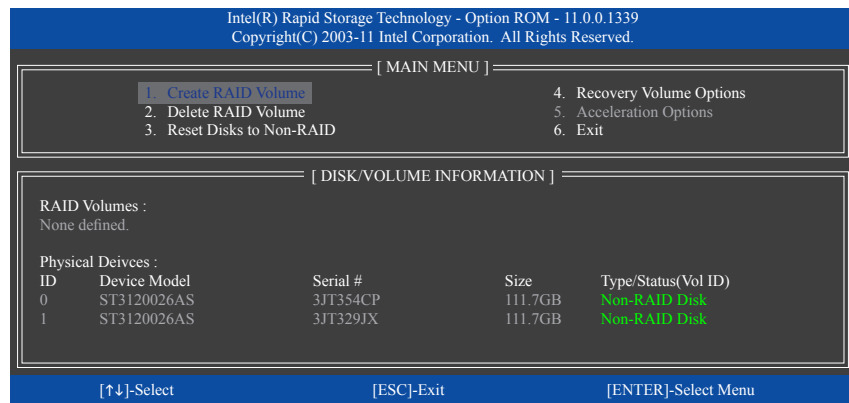 Intel(R) Rapid Storage Technology - Option ROM - 11.0.0.1339
Copyright(C) 2003-11 Intel Corporation. All Rights Reserved.
[ MAIN MENU ]
1. Create RAID Volume
2. Delete RAID Volume
3. Reset Disks to Non-RAID
4. Recovery Volume Options
5. Acceleration Options
6. Exit
[ DISK/VOLUME INFORMATION ]
RAID Volumes :
None defined.
Physical Deivces :
ID Device Model Serial # Size Type/Status(Vol ID)
0 ST3120026AS 3JT354CP 111.7GB Non-RAID Disk
1 ST3120026AS 3JT329JX 111.7GB Non-RAID Disk
[↑↓]-Select [ESC]-Exit [ENTER]-Select Menu